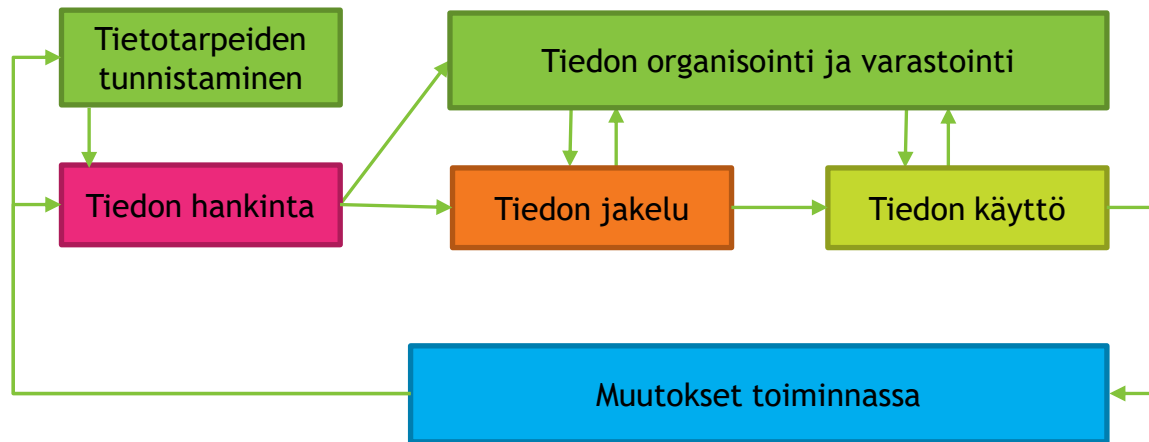 Tietotarpeiden
tunnistaminen
Tiedon organisointi ja varastointi
Tiedon hankinta
Tiedon jakelu
Tiedon käyttö
Muutokset toiminnassa